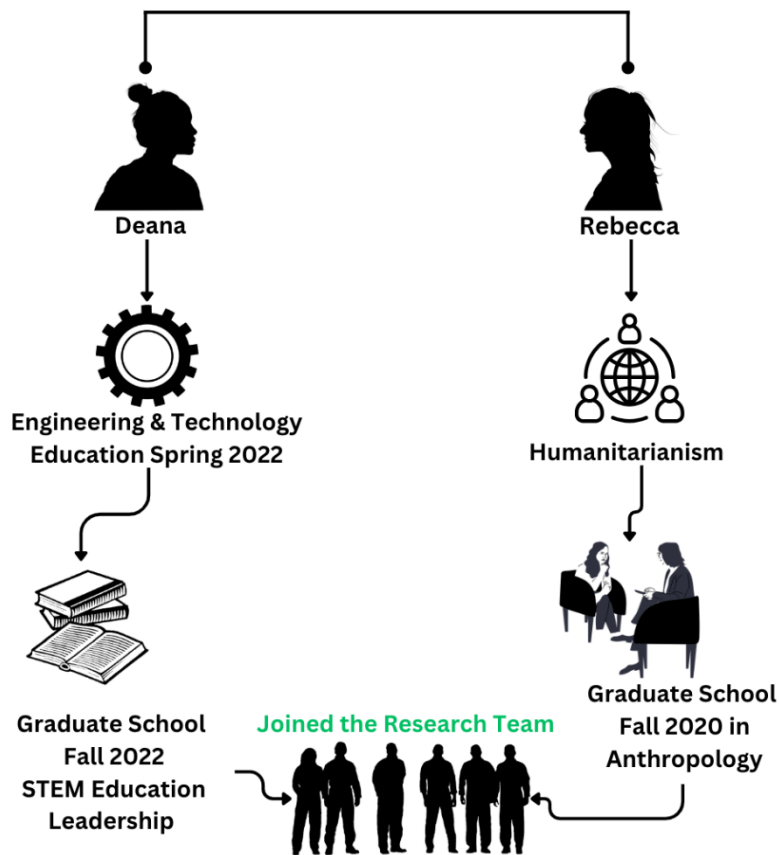 Deana
Rebecca
Engineering & Technology
Education Spring 2022
Humanitarianism
Graduate School
Fall 2022
STEM Education
Leadership
Joined the Research Team
Graduate School
Fall 2020 in
Anthropology